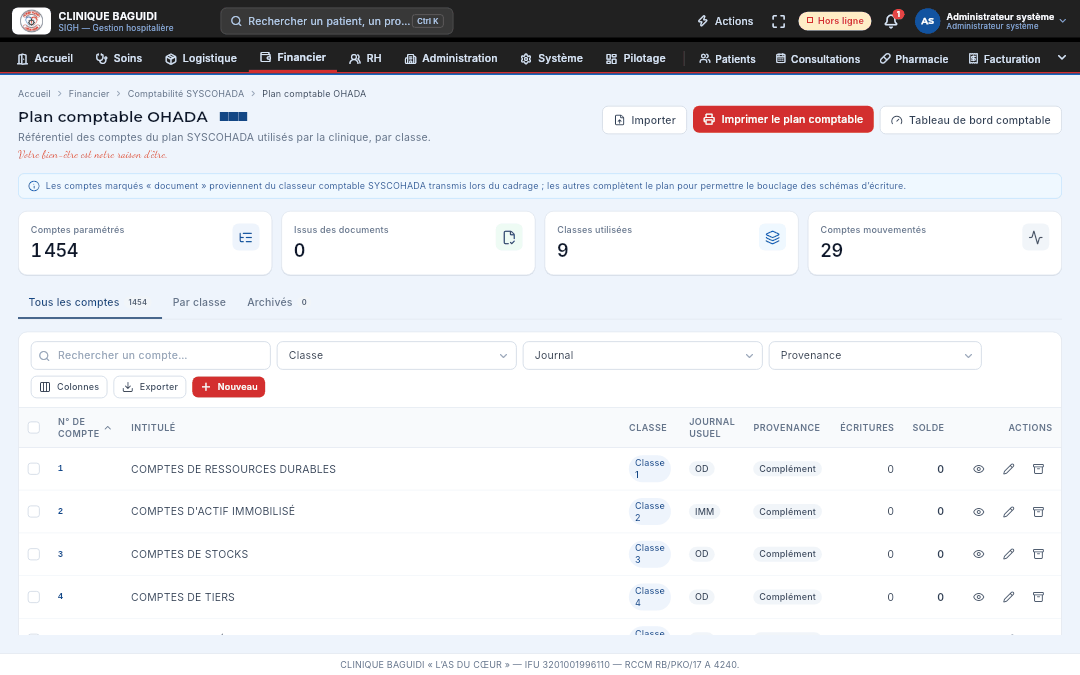 CLINIQUE BAGUIDI
SIGH — Gestion hospitalière
Rechercher un patient, un pro... Ctrl K
Actions
Hors ligne
1
AS
Administrateur système
Administrateur système
Accueil Soins Logistique Financier RH Administration Système Pilotage Patients Consultations Pharmacie Facturation
Accueil > Financier > Comptabilité SYSCOHADA > Plan comptable OHADA
Plan comptable OHADA
Référentiel des comptes du plan SYSCOHADA utilisés par la clinique, par classe.
Votre bien-être est notre raison d'être.
Importer
Imprimer le plan comptable
Tableau de bord comptable
Les comptes marqués « document » proviennent du classeur comptable SYSCOHADA transmis lors du cadrage ; les autres complètent le plan pour permettre le bouclage des schémas d'écriture.
Comptes paramétrés
1 454
Issus des documents
0
Classes utilisées
9
Comptes mouvementés
29
Tous les comptes 1454
Par classe
Archivés 0
Rechercher un compte...
Classe
Journal
Provenance
Colonnes
Exporter
Nouveau
N° DE COMPTE INTITULÉ CLASSE JOURNAL USUEL PROVENANCE ÉCRITURES SOLDE ACTIONS
1 COMPTES DE RESSOURCES DURABLES Classe 1 OD Complément 0 0
2 COMPTES D'ACTIF IMMOBILISÉ Classe 2 IMM Complément 0 0
3 COMPTES DE STOCKS Classe 3 OD Complément 0 0
4 COMPTES DE TIERS Classe 4 OD Complément 0 0
Classe
CLINIQUE BAGUIDI « L'AS DU CŒUR » — IFU 3201001996110 — RCCM RB/PKO/17 A 4240.